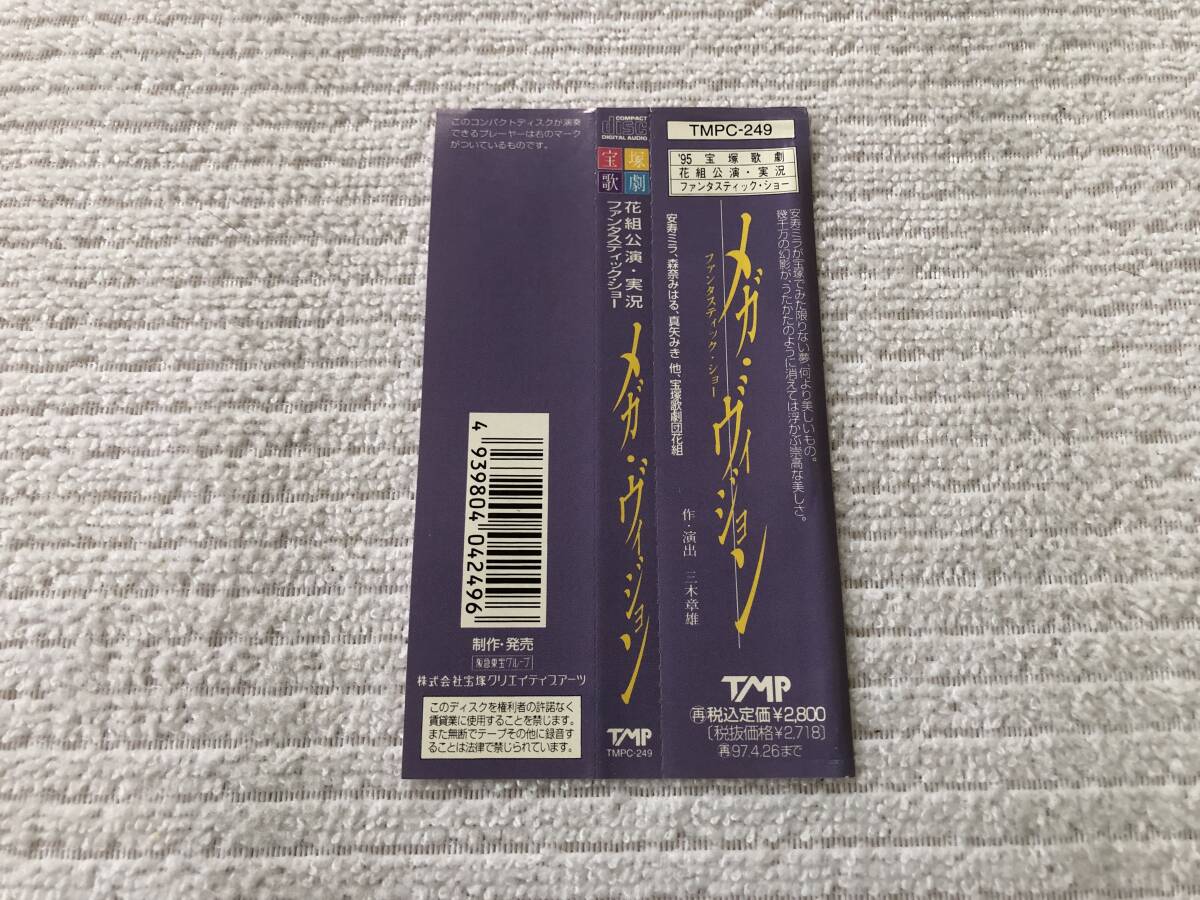 このコンパクトディスクが演奏
できるプレーヤーは右のマーク
がついているものです。
4 939804 042496
制作・発売
阪急東宝グループ
株式会社宝塚クリエイティブアーツ
このディスクを権利者の許諾なく
賃貸業に使用することを禁じます。
また無断でテープその他に録音す
ることは法律で禁じられています。
COMPACT
disc
DIGITAL AUDIO
宝塚
歌劇
花組公演・実況
ファンタスティック・ショー
メガ・ヴィジョン
TMP
TMPC-249
TMPC-249
'95 宝塚歌劇
花組公演・実況
ファンタスティック・ショー
安寿ミラが宝塚でみた限りない夢、何より美しいもの。
幾千万の幻影が、うたかたのように消えては浮かぶ崇高な美しさ。
メガ・ヴィジョン
ファンタスティック・ショー
安寿ミラ、森奈みはる、真矢みき 他、宝塚歌劇団花組
作・演出 三木章雄
TMP
再税込定価¥2,800
〔税抜価格¥2,718〕
再97.4.26まで